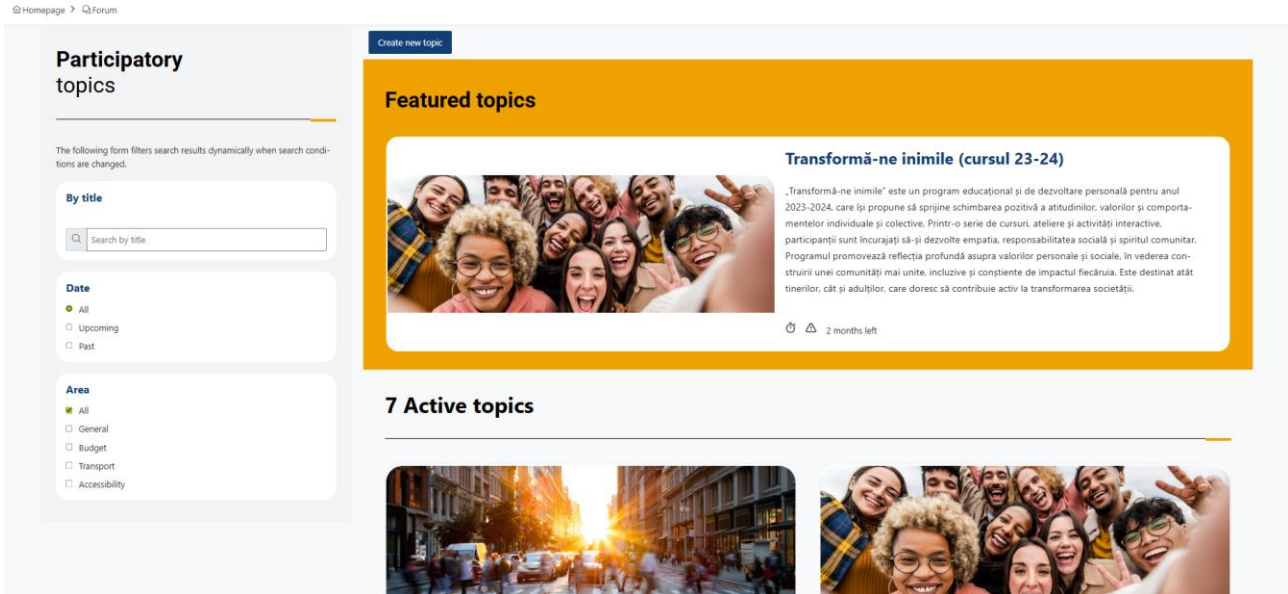 Homepage > Forum
Participatory
topics
The following form filters search results dynamically when search condi-
tions are changed.
By title
Search by title
Date
All
Upcoming
Past
Area
All
General
Budget
Transport
Accessibility
Create new topic
Featured topics
Transformă-ne inimile (cursul 23-24)
„Transformă-ne inimile" este un program educațional și de dezvoltare personală pentru anul
2023-2024, care își propune să sprijine schimbarea pozitivă a atitudinilor, valorilor și comporta-
mentelor individuale și colective. Printr-o serie de cursuri, ateliere și activități interactive,
participanții sunt încurajați să-și dezvolte empatia, responsabilitatea socială și spiritul comunitar.
Programul promovează reflecția profundă asupra valorilor personale și sociale, în vederea con-
struirii unei comunități mai unite, incluzive și conștiente de impactul fiecăruia. Este destinat atât
tinerilor, cât și adulților, care doresc să contribuie activ la transformarea societății.
2 months left
7 Active topics